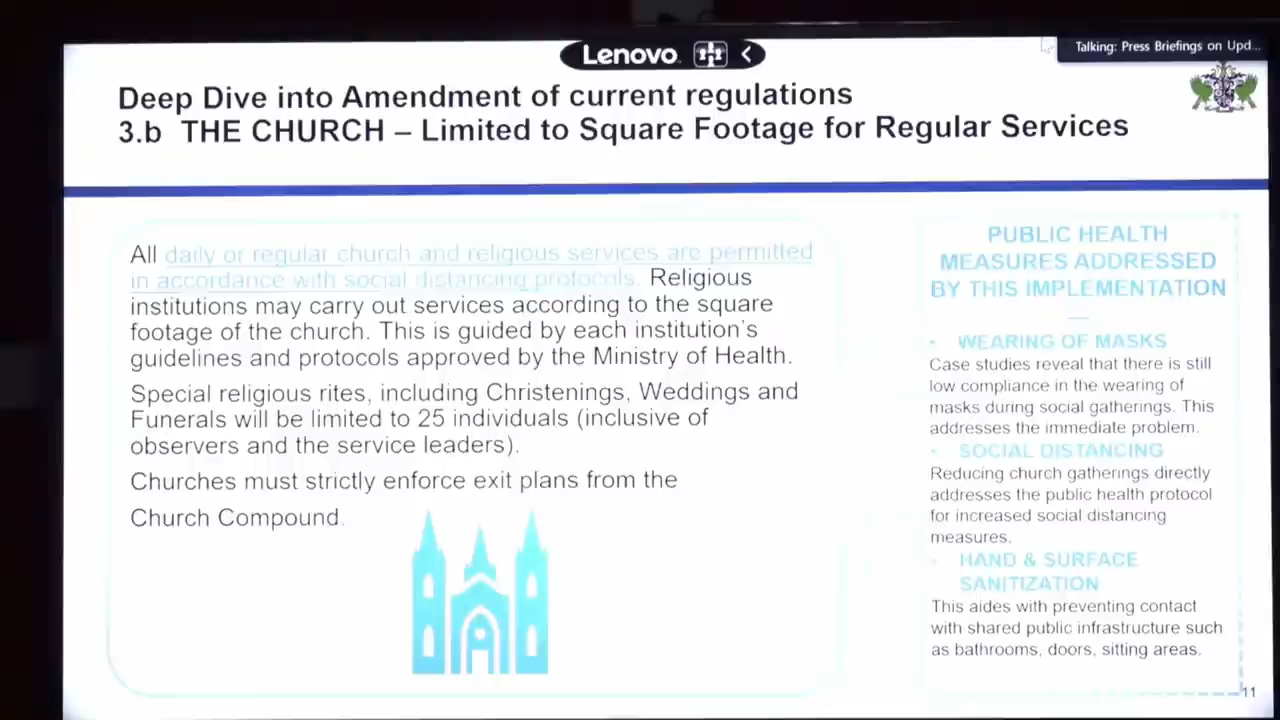 Lenovo
Talking: Press Briefings on Upd...
Deep Dive into Amendment of current regulations
3.b THE CHURCH – Limited to Square Footage for Regular Services
All daily or regular church and religious services are permitted
in accordance with social distancing protocols. Religious
institutions may carry out services according to the square
footage of the church. This is guided by each institution's
guidelines and protocols approved by the Ministry of Health.
Special religious rites, including Christenings, Weddings and
Funerals will be limited to 25 individuals (inclusive of
observers and the service leaders).
Churches must strictly enforce exit plans from the
Church Compound.
PUBLIC HEALTH
MEASURES ADDRESSED
BY THIS IMPLEMENTATION
- WEARING OF MASKS
Case studies reveal that there is still
low compliance in the wearing of
masks during social gatherings. This
addresses the immediate problem.
- SOCIAL DISTANCING
Reducing church gatherings directly
addresses the public health protocol
for increased social distancing
measures.
- HAND & SURFACE
SANITIZATION
This aides with preventing contact
with shared public infrastructure such
as bathrooms, doors, sitting areas.
11